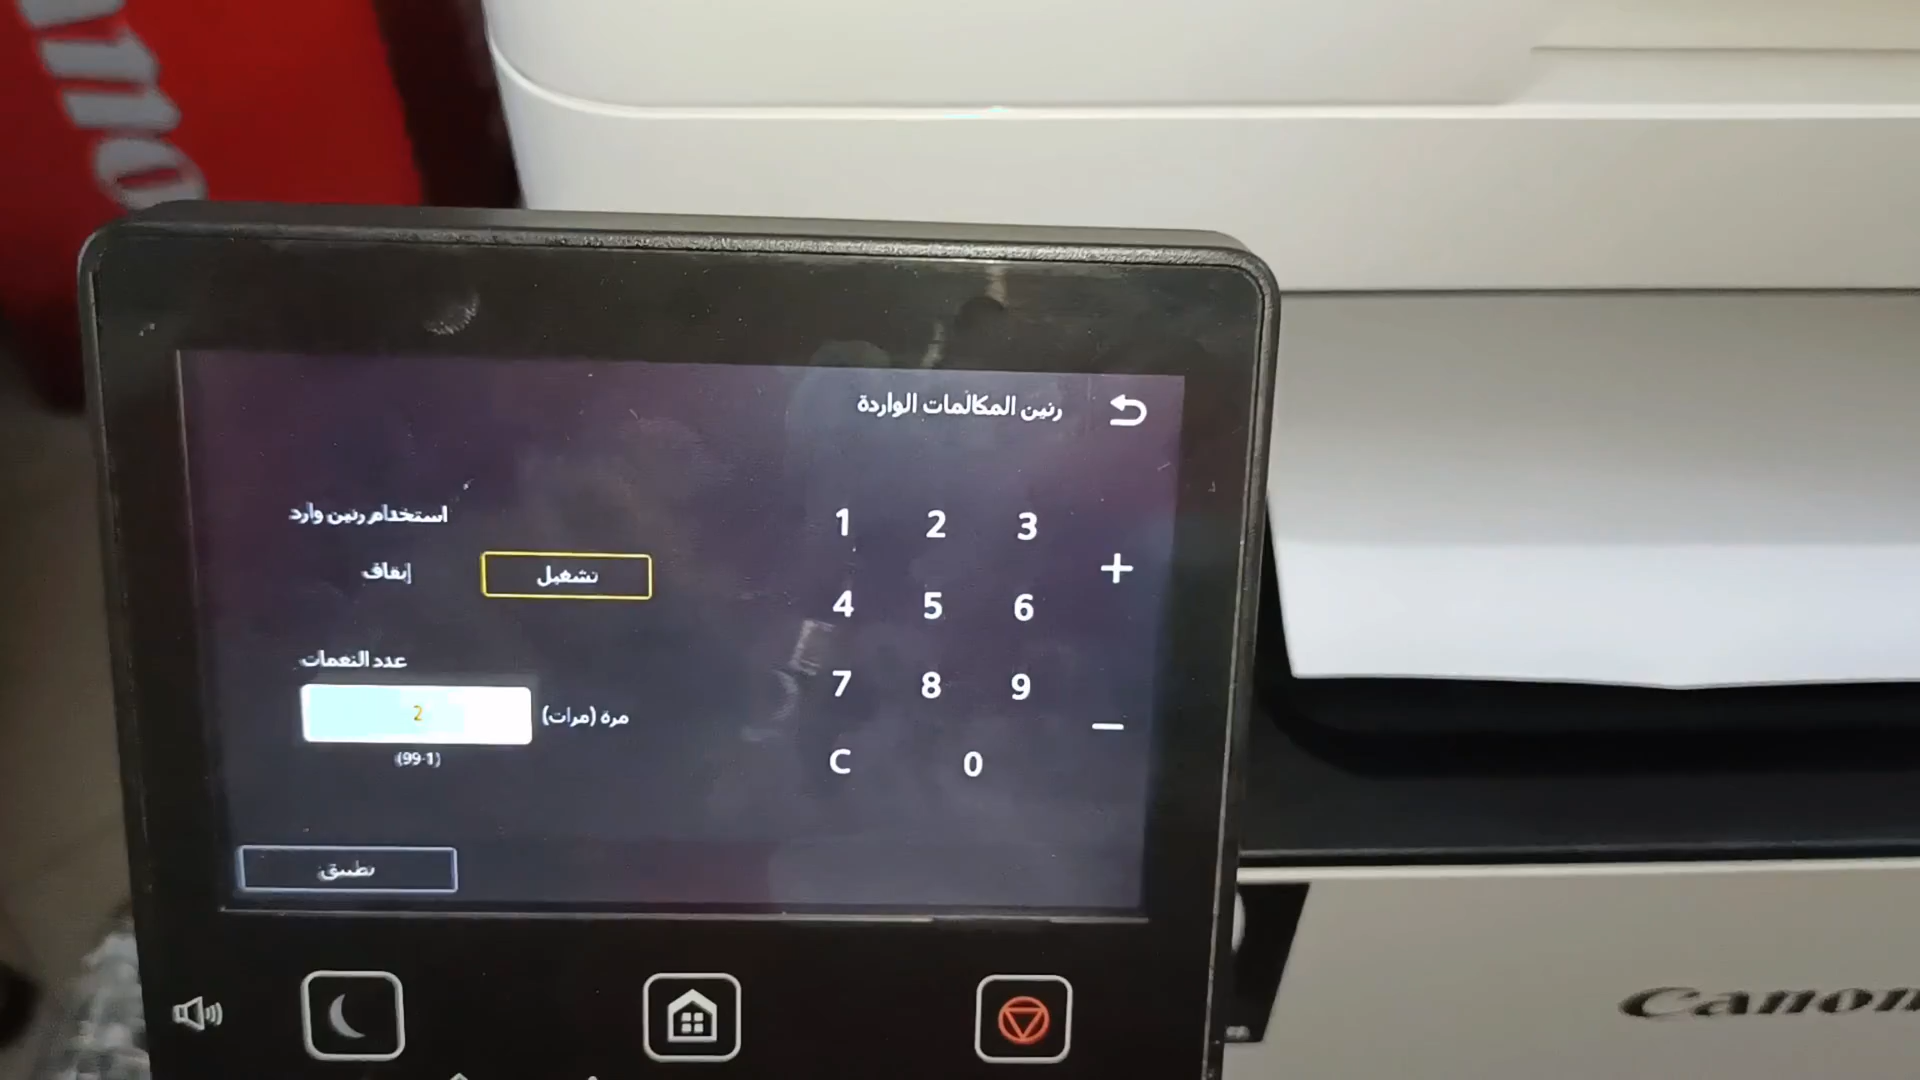 رنين المكالمات الواردة
استخدام رنين وارد
إيقاف
تشغيل
عدد النغمات
2
مرة (مرات)
(99-1)
تطبيق
1 2 3
+
4 5 6
7 8 9
−
C 0
Canon